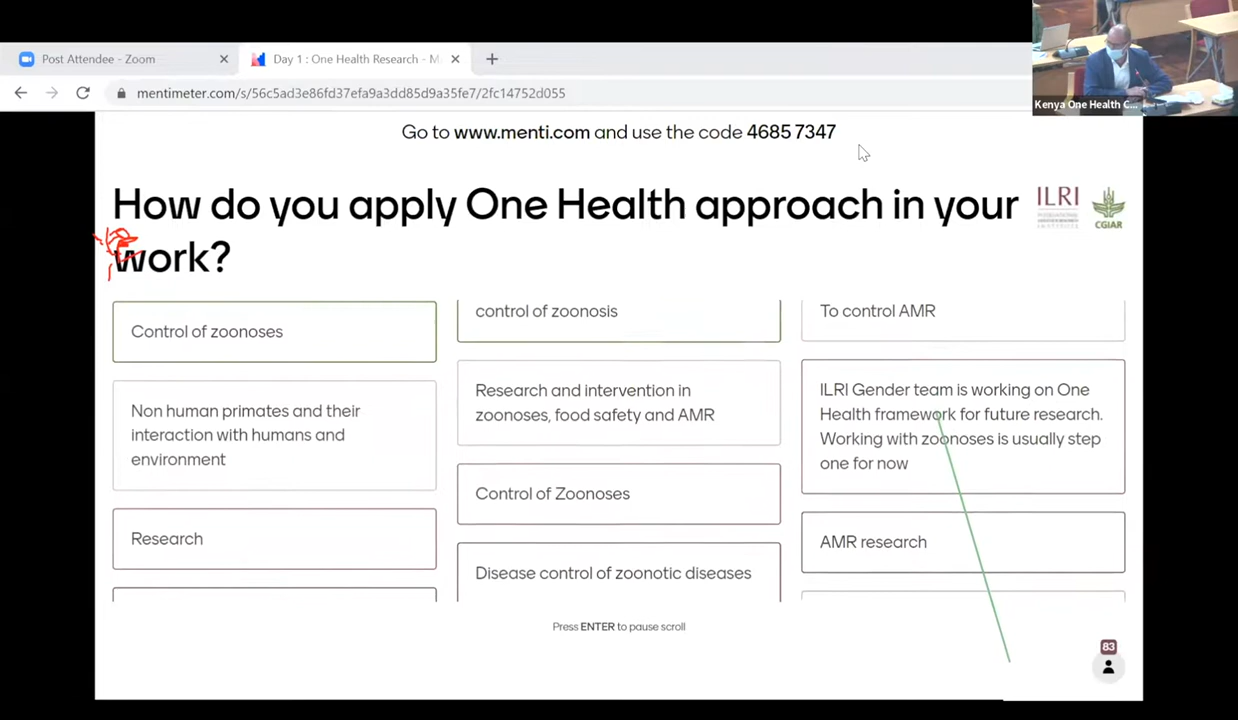 Post Attendee - Zoom
Day 1 : One Health Research - M
mentimeter.com/s/56c5ad3e86fd37efa9a3dd85d9a35fe7/2fc14752d055
Kenya One Health C...
Go to www.menti.com and use the code 4685 7347
How do you apply One Health approach in your
work?
ILRI
CGIAR
Control of zoonoses
Non human primates and their
interaction with humans and
environment
Research
control of zoonosis
Research and intervention in
zoonoses, food safety and AMR
Control of Zoonoses
Disease control of zoonotic diseases
To control AMR
ILRI Gender team is working on One
Health framework for future research.
Working with zoonoses is usually step
one for now
AMR research
Press ENTER to pause scroll
83